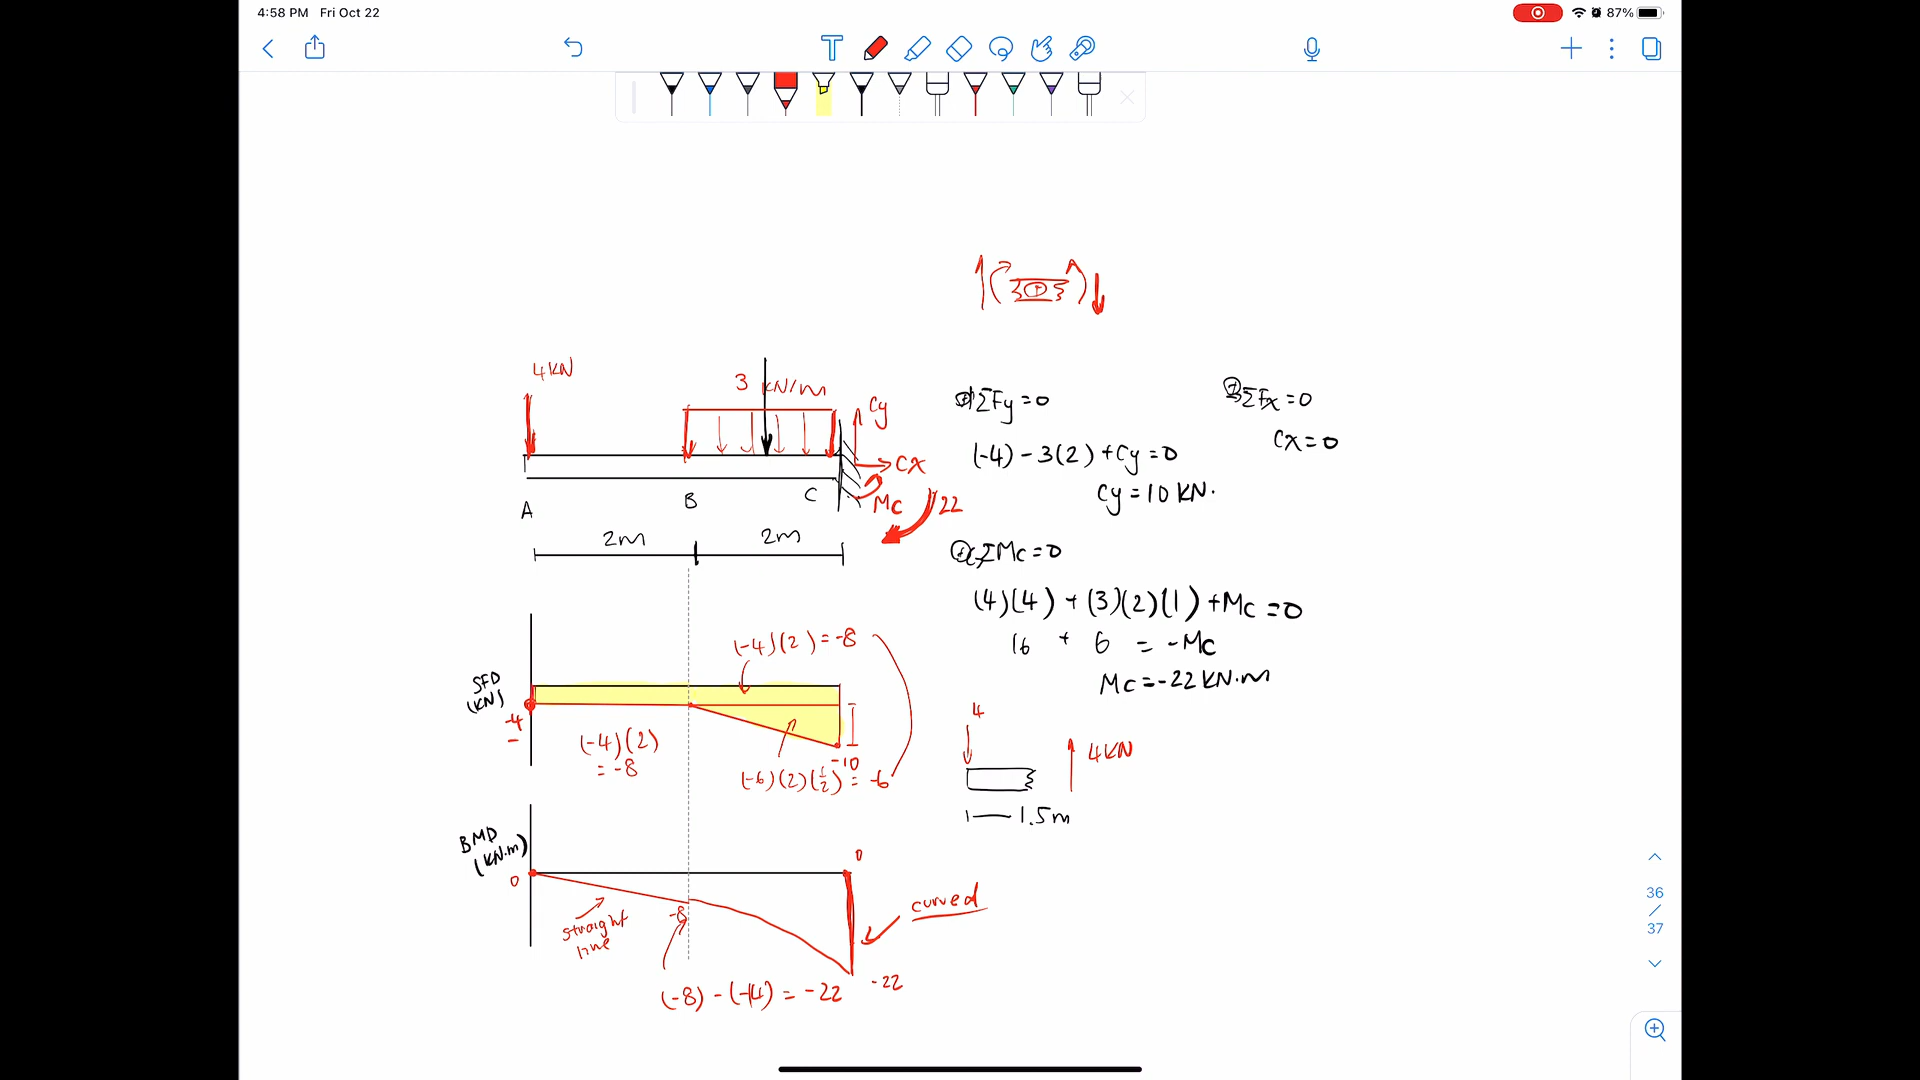 4:58 PM Fri Oct 22
87%
T
4KN
3 KN/m
Cy
Cx
Mc
22
A
B
C
2m
2m
ΣFy=0
(-4) - 3(2) + Cy = 0
Cy = 10 KN.
ΣFx = 0
Cx = 0
ΣMc = 0
(4)(4) + (3)(2)(1) + Mc = 0
16 + 6 = -Mc
Mc = -22 KN.m
SFD
(KN)
-4
(-4)(2) = -8
(-4)(2)
= -8
-10
(-6)(2)(1/2) = -6
4
4KN
1.5m
BMD
(KN.m)
0
0
straight
line
-8
curved
(-8) - (-14) = -22
-22
36
/
37